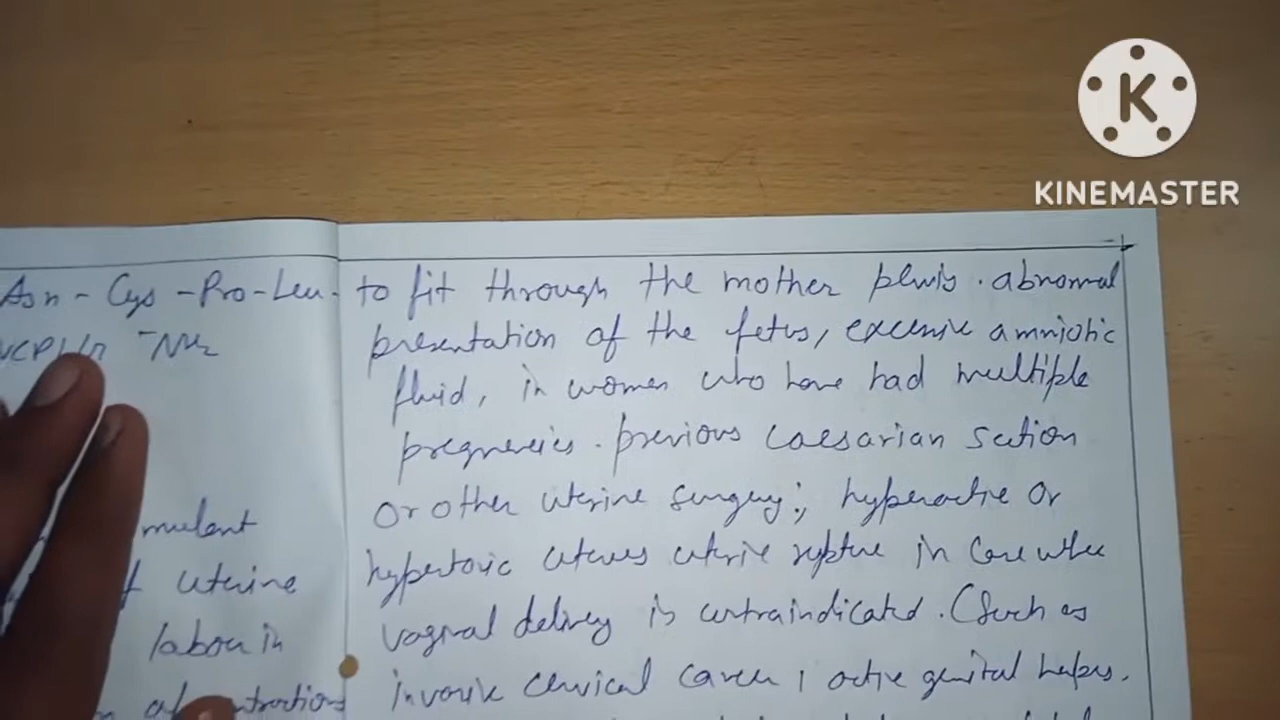 KINEMASTER
Asn - Cys - Pro - Leu -
NH2
mulant
uterine
labour in
to fit through the mother pelvis. abnormal
presentation of the fetus, excessive amniotic
fluid, in women who have had multiple
pregnancies. previous caesarian section
or other uterine surgery; hyperactive or
hypertonic uterus uterine rupture in case where
vaginal delivery is contraindicated. (Such as
invasive cervical cancer, active genital herpes.